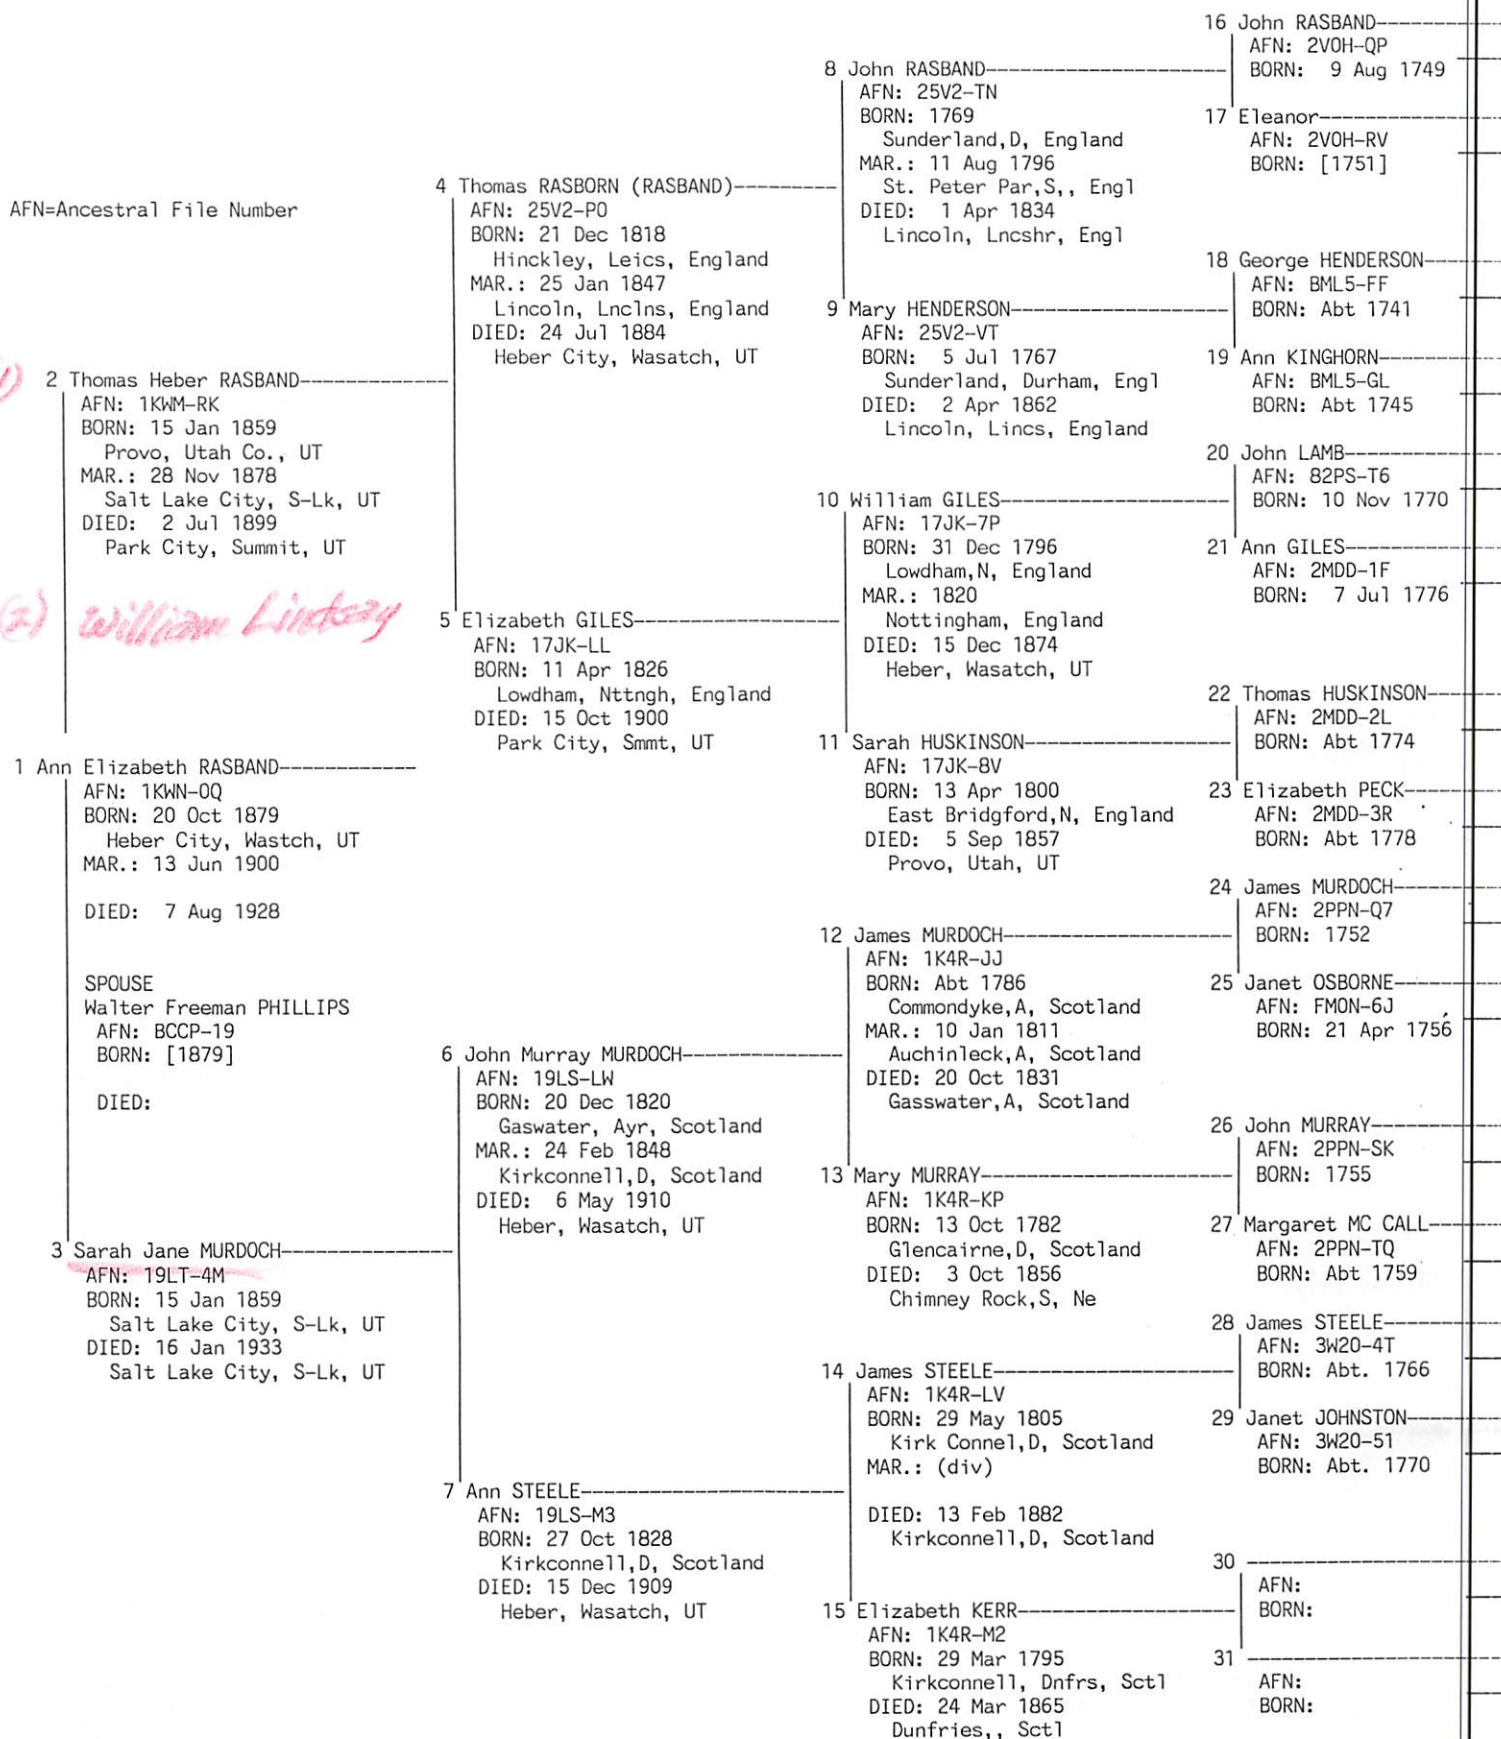 AFN=Ancestral File Number
1)
2 Thomas Heber RASBAND
AFN: 1KWM-RK
BORN: 15 Jan 1859
Provo, Utah Co., UT
MAR.: 28 Nov 1878
Salt Lake City, S-Lk, UT
DIED: 2 Jul 1899
Park City, Summit, UT
(2) William Lindsay
1 Ann Elizabeth RASBAND
AFN: 1KWN-0Q
BORN: 20 Oct 1879
Heber City, Wastch, UT
MAR.: 13 Jun 1900
DIED: 7 Aug 1928
SPOUSE
Walter Freeman PHILLIPS
AFN: BCCP-19
BORN: [1879]
DIED:
3 Sarah Jane MURDOCH
AFN: 19LT-4M
BORN: 15 Jan 1859
Salt Lake City, S-Lk, UT
DIED: 16 Jan 1933
Salt Lake City, S-Lk, UT
4 Thomas RASBORN (RASBAND)
AFN: 25V2-P0
BORN: 21 Dec 1818
Hinckley, Leics, England
MAR.: 25 Jan 1847
Lincoln, Lnclns, England
DIED: 24 Jul 1884
Heber City, Wasatch, UT
5 Elizabeth GILES
AFN: 17JK-LL
BORN: 11 Apr 1826
Lowdham, Nttngh, England
DIED: 15 Oct 1900
Park City, Smmt, UT
6 John Murray MURDOCH
AFN: 19LS-LW
BORN: 20 Dec 1820
Gaswater, Ayr, Scotland
MAR.: 24 Feb 1848
Kirkconnell,D, Scotland
DIED: 6 May 1910
Heber, Wasatch, UT
7 Ann STEELE
AFN: 19LS-M3
BORN: 27 Oct 1828
Kirkconnell,D, Scotland
DIED: 15 Dec 1909
Heber, Wasatch, UT
8 John RASBAND
AFN: 25V2-TN
BORN: 1769
Sunderland,D, England
MAR.: 11 Aug 1796
St. Peter Par,S,, Engl
DIED: 1 Apr 1834
Lincoln, Lncshr, Engl
9 Mary HENDERSON
AFN: 25V2-VT
BORN: 5 Jul 1767
Sunderland, Durham, Engl
DIED: 2 Apr 1862
Lincoln, Lincs, England
10 William GILES
AFN: 17JK-7P
BORN: 31 Dec 1796
Lowdham,N, England
MAR.: 1820
Nottingham, England
DIED: 15 Dec 1874
Heber, Wasatch, UT
11 Sarah HUSKINSON
AFN: 17JK-8V
BORN: 13 Apr 1800
East Bridgford,N, England
DIED: 5 Sep 1857
Provo, Utah, UT
12 James MURDOCH
AFN: 1K4R-JJ
BORN: Abt 1786
Commondyke,A, Scotland
MAR.: 10 Jan 1811
Auchinleck,A, Scotland
DIED: 20 Oct 1831
Gasswater,A, Scotland
13 Mary MURRAY
AFN: 1K4R-KP
BORN: 13 Oct 1782
Glencairne,D, Scotland
DIED: 3 Oct 1856
Chimney Rock,S, Ne
14 James STEELE
AFN: 1K4R-LV
BORN: 29 May 1805
Kirk Connel,D, Scotland
MAR.: (div)
DIED: 13 Feb 1882
Kirkconnell,D, Scotland
15 Elizabeth KERR
AFN: 1K4R-M2
BORN: 29 Mar 1795
Kirkconnell, Dnfrs, Sctl
DIED: 24 Mar 1865
Dunfries,, Sctl
16 John RASBAND
AFN: 2V0H-QP
BORN: 9 Aug 1749
17 Eleanor
AFN: 2V0H-RV
BORN: [1751]
18 George HENDERSON
AFN: BML5-FF
BORN: Abt 1741
19 Ann KINGHORN
AFN: BML5-GL
BORN: Abt 1745
20 John LAMB
AFN: 82PS-T6
BORN: 10 Nov 1770
21 Ann GILES
AFN: 2MDD-1F
BORN: 7 Jul 1776
22 Thomas HUSKINSON
AFN: 2MDD-2L
BORN: Abt 1774
23 Elizabeth PECK
AFN: 2MDD-3R
BORN: Abt 1778
24 James MURDOCH
AFN: 2PPN-Q7
BORN: 1752
25 Janet OSBORNE
AFN: FM0N-6J
BORN: 21 Apr 1756
26 John MURRAY
AFN: 2PPN-SK
BORN: 1755
27 Margaret MC CALL
AFN: 2PPN-TQ
BORN: Abt 1759
28 James STEELE
AFN: 3W20-4T
BORN: Abt. 1766
29 Janet JOHNSTON
AFN: 3W20-51
BORN: Abt. 1770
30
AFN:
BORN:
31
AFN:
BORN: